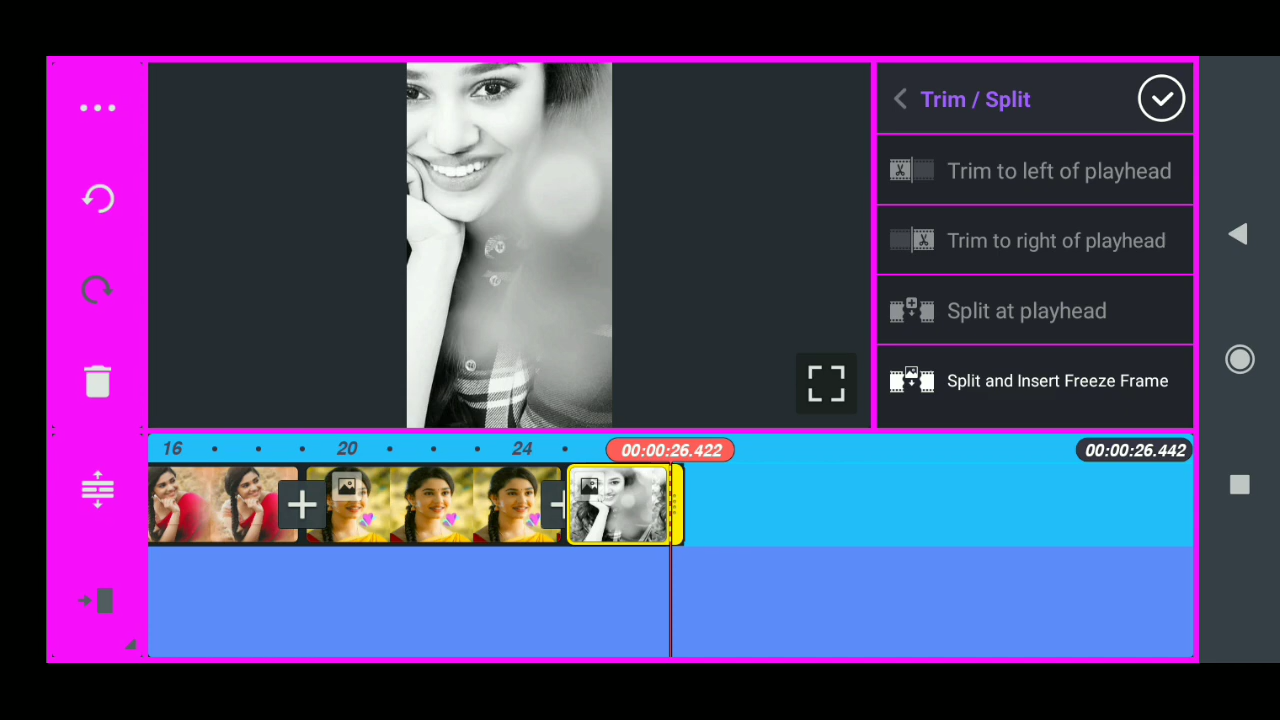 Trim / Split
Trim to left of playhead
Trim to right of playhead
Split at playhead
Split and Insert Freeze Frame
16 20 24 00:00:26.422 00:00:26.442